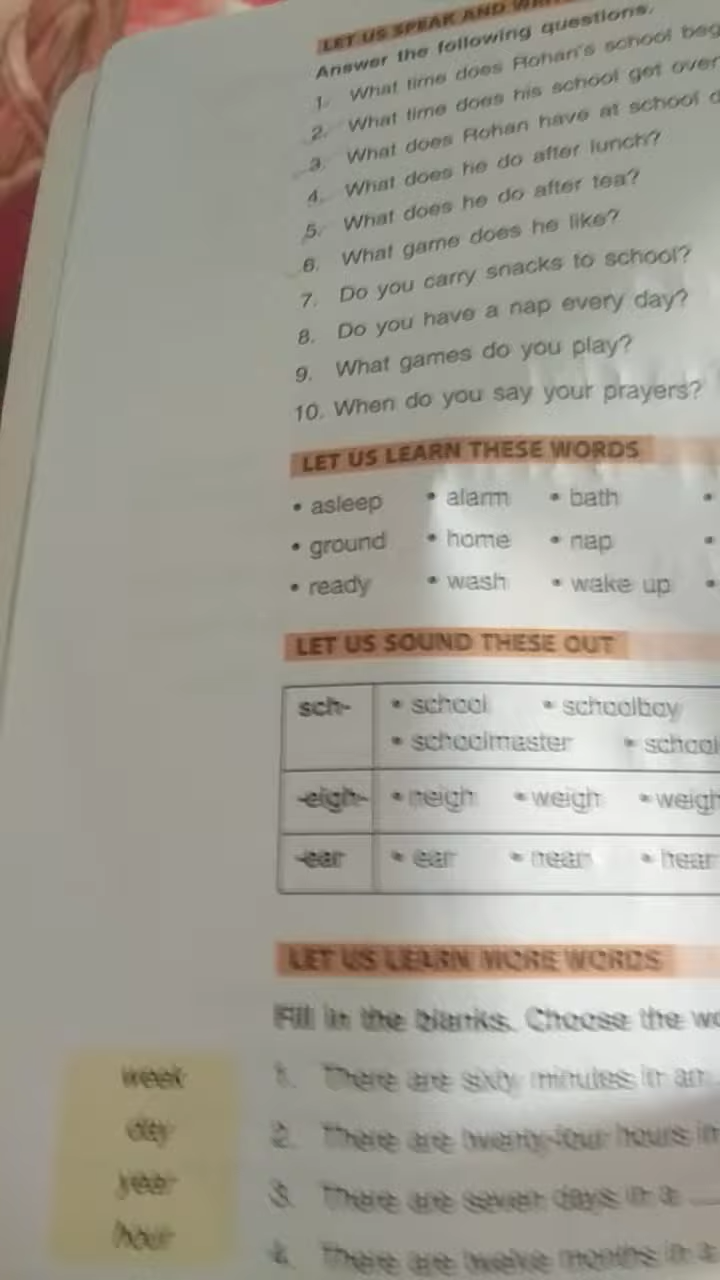 LET US SPEAK AND
Answer the following questions.
1. What time does Rohan's school
2. What time does his school get over
3. What does Rohan have at school
4. What does he do after lunch?
5. What does he do after tea?
6. What game does he like?
7. Do you carry snacks to school?
8. Do you have a nap every day?
9. What games do you play?
10. When do you say your prayers?
LET US LEARN THESE WORDS
• asleep • alarm • bath •
• ground • home • nap •
• ready • wash • wake up •
LET US SOUND THESE OUT
sch- • school • schoolboy
• schoolmaster • school
-eigh- • neigh • weigh • weigh
-ear • ear • near • hear
LET US LEARN MORE WORDS
Fill in the blanks. Choose the
week
1. There are sixty minutes in an
day
2. There are twenty-four hours in
year
3. There are seven days in a
hour
4. There are twelve months in a